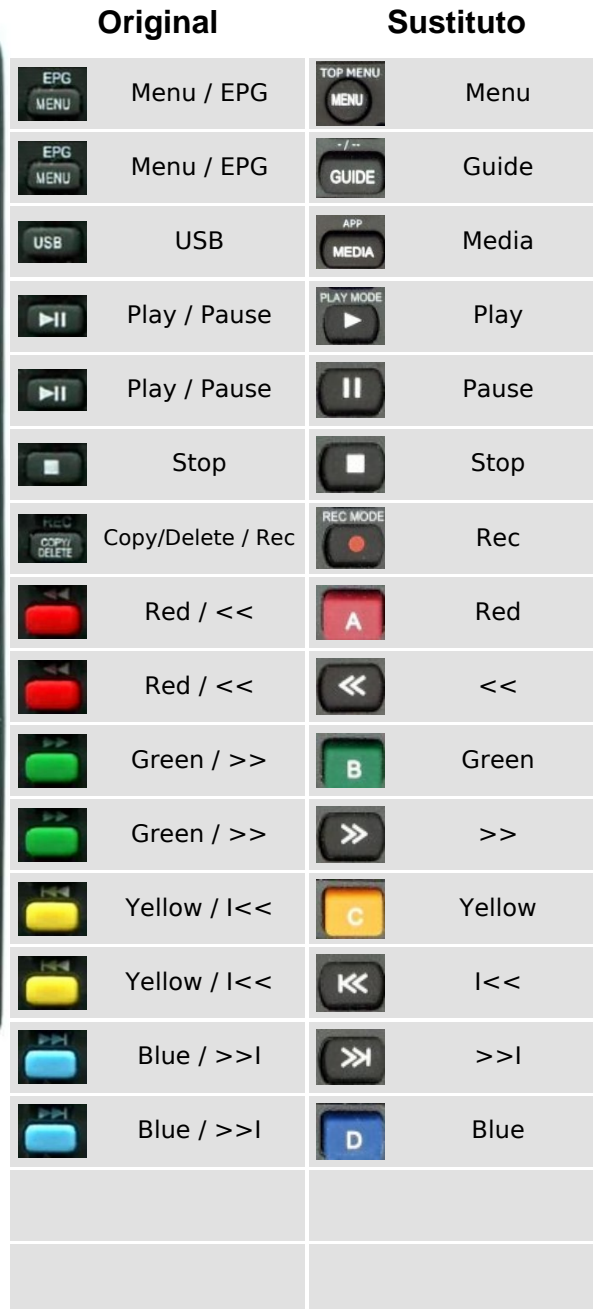 Original Sustituto
EPG MENU Menu / EPG TOP MENU MENU Menu
EPG MENU Menu / EPG -/-- GUIDE Guide
USB USB APP MEDIA Media
Play / Pause PLAY MODE Play
Play / Pause Pause
Stop Stop
REC COPY/ DELETE Copy/Delete / Rec REC MODE Rec
Red / << A Red
Red / << <<
Green / >> B Green
Green / >> >>
Yellow / I<< C Yellow
Yellow / I<< I<<
Blue / >>I >>I
Blue / >>I D Blue